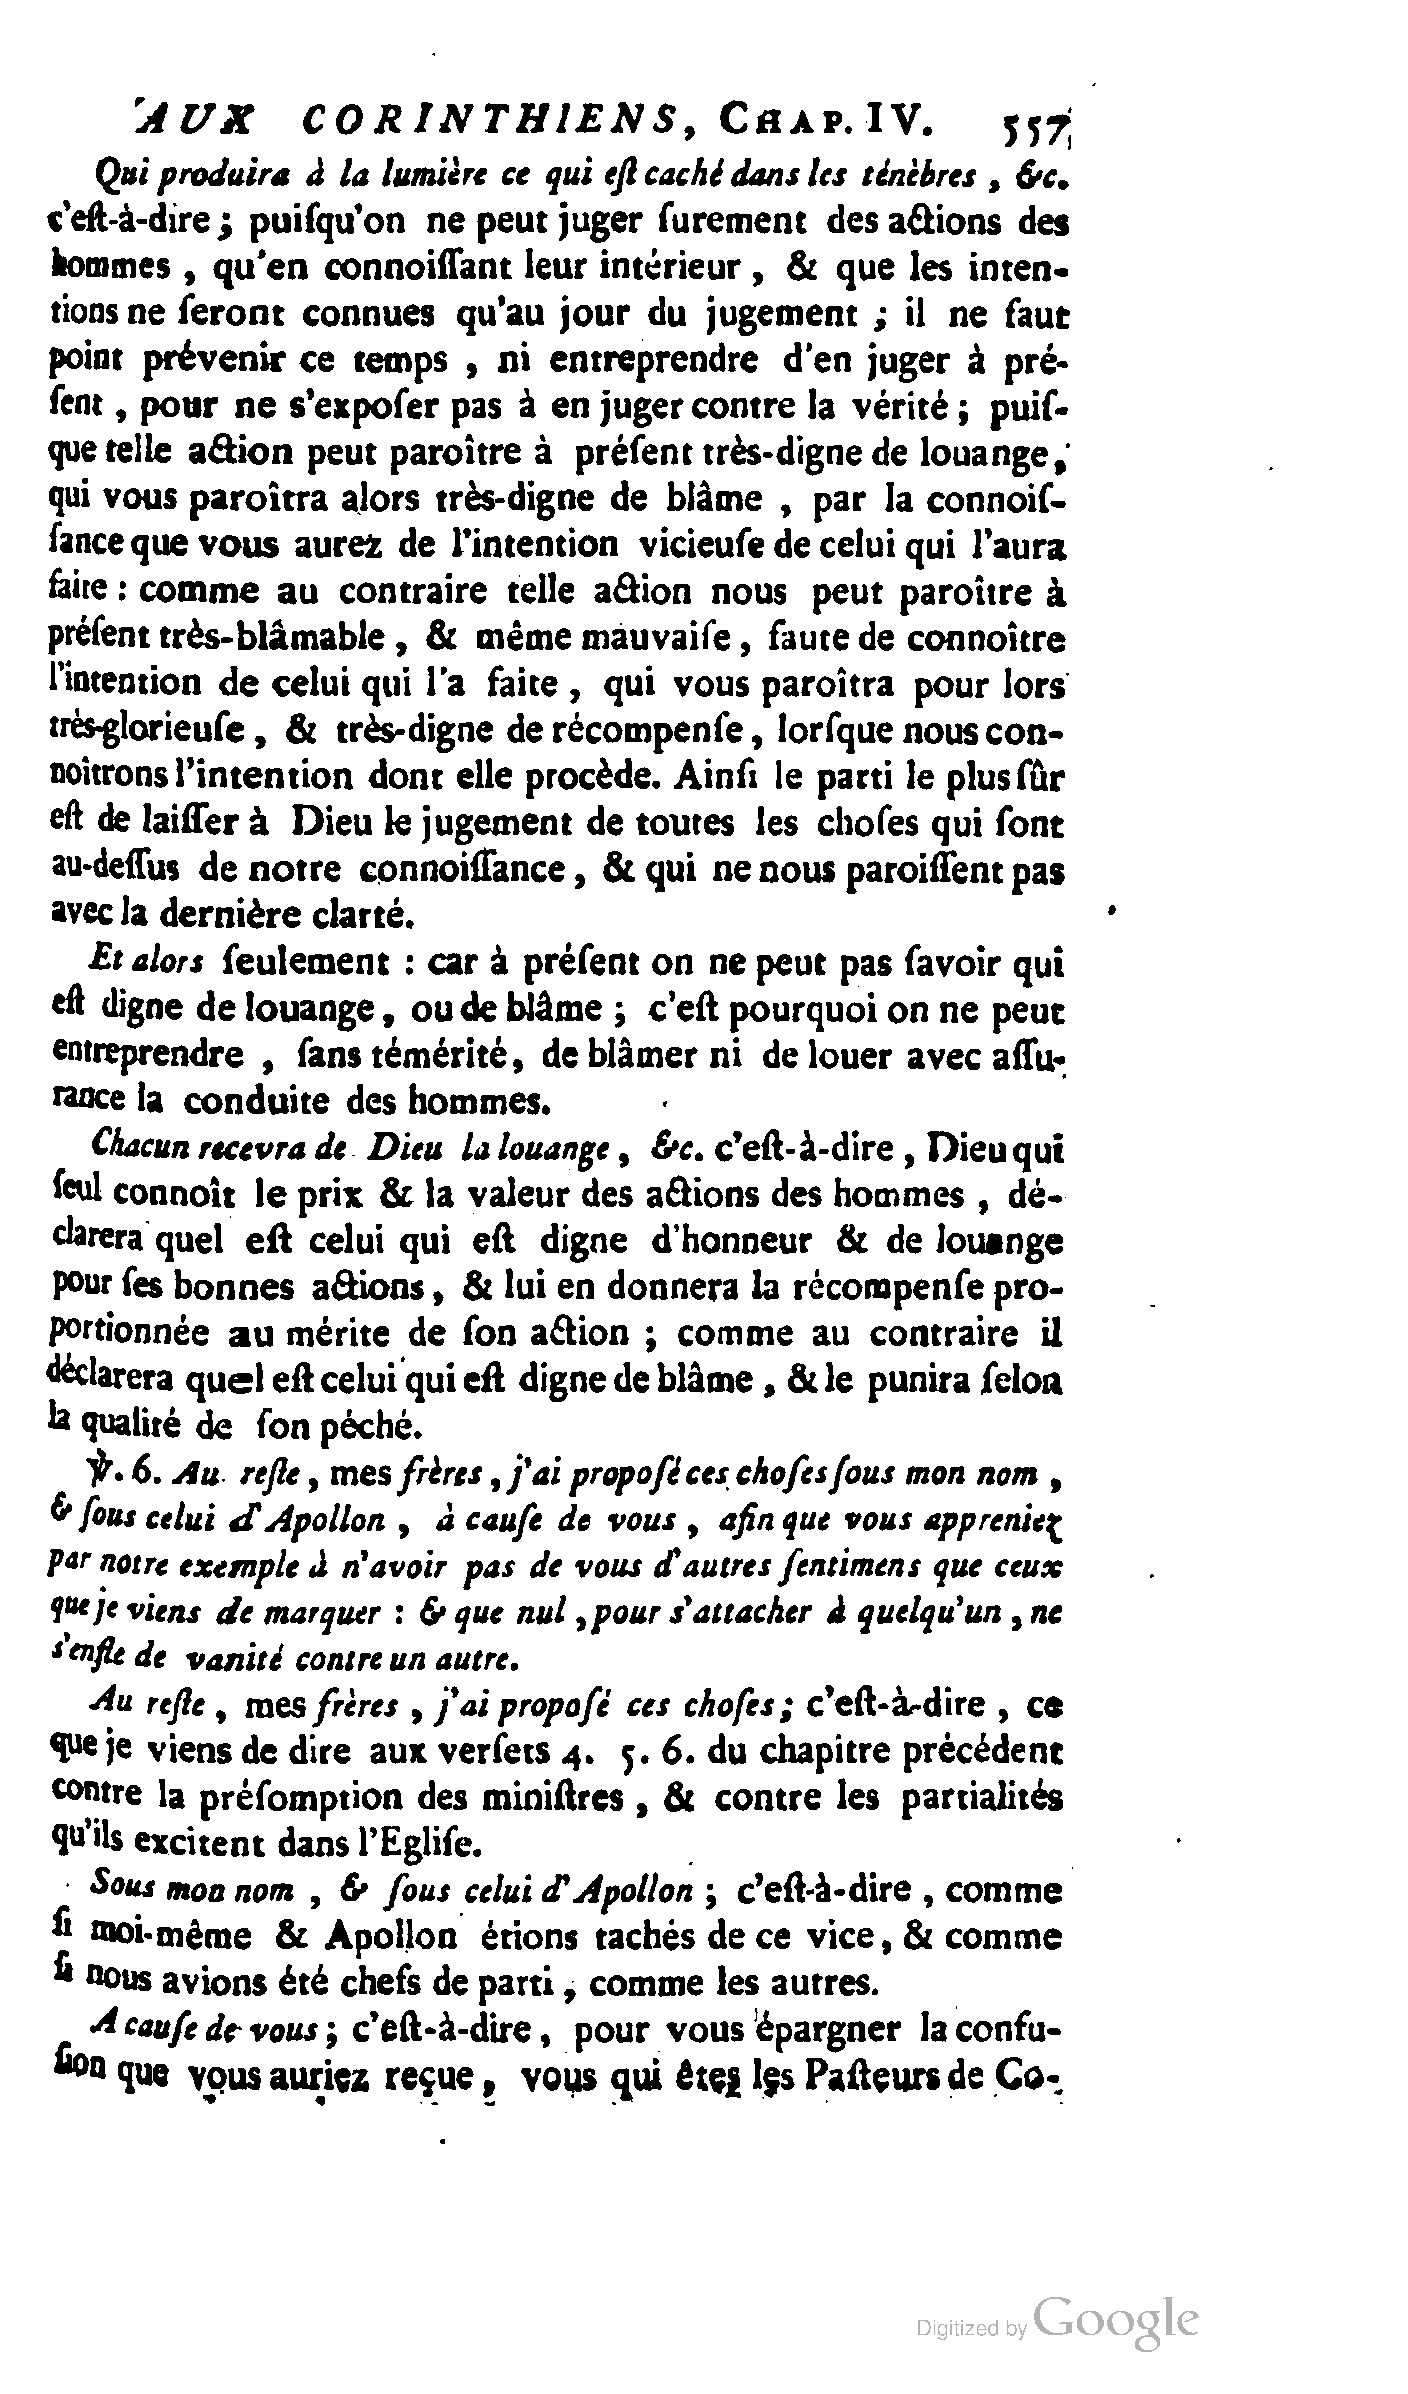 AUX CORINTHIENS, CHAP. IV. 557
Qui produira à la lumière ce qui eſt caché dans les ténèbres, &c.
c'eſt-à-dire; puiſqu'on ne peut juger ſurement des actions des
hommes, qu'en connoiſſant leur intérieur, & que les inten-
tions ne ſeront connues qu'au jour du jugement; il ne faut
point prévenir ce temps, ni entreprendre d'en juger à pré-
ſent, pour ne s'expoſer pas à en juger contre la vérité; puiſ-
que telle action peut paroître à préſent très-digne de louange,
qui vous paroîtra alors très-digne de blâme, par la connoiſ-
ſance que vous aurez de l'intention vicieuſe de celui qui l'aura
faite: comme au contraire telle action nous peut paroître à
préſent très-blâmable, & même mauvaiſe, faute de connoître
l'intention de celui qui l'a faite, qui vous paroîtra pour lors
très-glorieuſe, & très-digne de récompenſe, lorſque nous con-
noîtrons l'intention dont elle procède. Ainſi le parti le plus ſûr
eſt de laiſſer à Dieu le jugement de toutes les choſes qui ſont
au-deſſus de notre connoiſſance, & qui ne nous paroiſſent pas
avec la dernière clarté.
Et alors ſeulement: car à préſent on ne peut pas ſavoir qui
eſt digne de louange, ou de blâme; c'eſt pourquoi on ne peut
entreprendre, ſans témérité, de blâmer ni de louer avec aſſu-
rance la conduite des hommes.
Chacun recevra de Dieu la louange, &c. c'eſt-à-dire, Dieu qui
ſeul connoît le prix & la valeur des actions des hommes, dé-
clarera quel eſt celui qui eſt digne d'honneur & de louange
pour ſes bonnes actions, & lui en donnera la récompenſe pro-
portionnée au mérite de ſon action; comme au contraire il
déclarera quel eſt celui qui eſt digne de blâme, & le punira ſelon
la qualité de ſon péché.
℣. 6. Au reſte, mes frères, j'ai propoſé ces choſes ſous mon nom,
& ſous celui d'Apollon, à cauſe de vous, afin que vous appreniez
par notre exemple à n'avoir pas de vous d'autres ſentimens que ceux
que je viens de marquer: & que nul, pour s'attacher à quelqu'un, ne
s'enfle de vanité contre un autre.
Au reſte, mes frères, j'ai propoſé ces choſes; c'eſt-à-dire, ce
que je viens de dire aux verſets 4. 5. 6. du chapitre précédent
contre la préſomption des miniſtres, & contre les partialités
qu'ils excitent dans l'Egliſe.
Sous mon nom, & ſous celui d'Apollon; c'eſt-à-dire, comme
ſi moi-même & Apollon étions tachés de ce vice, & comme
ſi nous avions été chefs de parti, comme les autres.
A cauſe de vous; c'eſt-à-dire, pour vous épargner la confu-
ſion que vous auriez reçue, vous qui êtes les Paſteurs de Co-
Digitized by Google